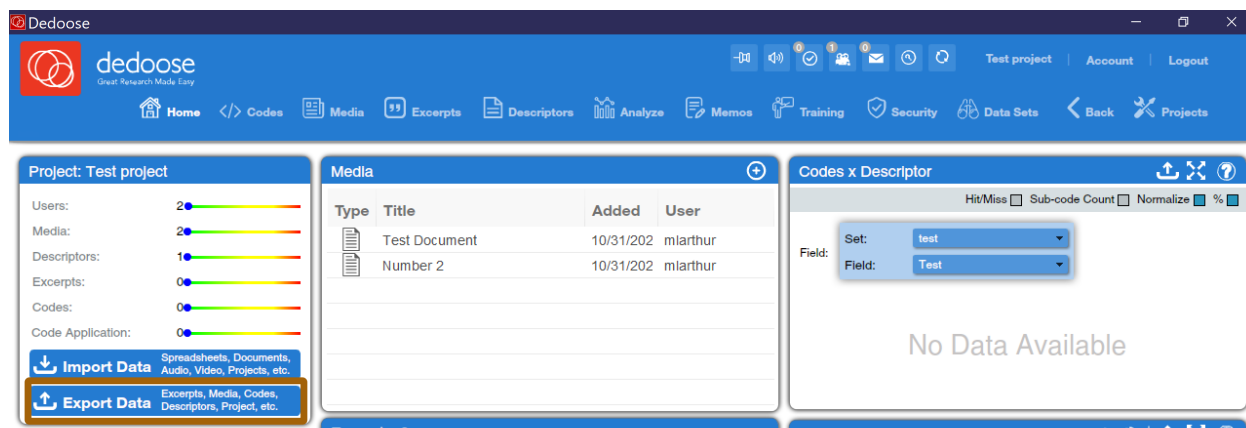 Dedoose
dedoose
Great Research Made Easy
0 1 0
Test project | Account | Logout
Home </> Codes Media Excerpts Descriptors Analyze Memos Training Security Data Sets Back Projects
Project: Test project
Users: 2
Media: 2
Descriptors: 1
Excerpts: 0
Codes: 0
Code Application: 0
Import Data Spreadsheets, Documents,
Audio, Video, Projects, etc.
Export Data Excerpts, Media, Codes,
Descriptors, Project, etc.
Media
Type Title Added User
Test Document 10/31/202 mlarthur
Number 2 10/31/202 mlarthur
Codes x Descriptor
Hit/Miss Sub-code Count Normalize %
Field:
Set: test
Field: Test
No Data Available